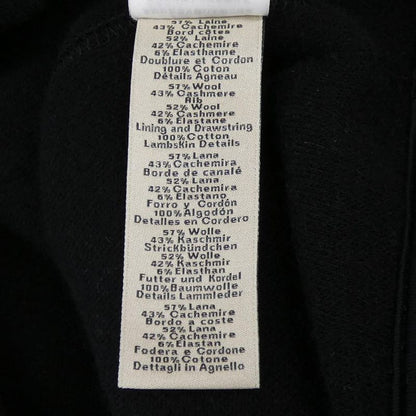 57% Laine
43% Cachemire
Bord côtes
52% Laine
42% Cachemire
6% Elasthanne
Doublure et Cordon
100% Coton
Détails Agneau
57% Wool
43% Cashmere
Rib
52% Wool
42% Cashmere
6% Elastane
Lining and Drawstring
100% Cotton
Lambskin Details
57% Lana
43% Cachemira
Borde de canalé
52% Lana
42% Cachemira
6% Elastano
Forro y Cordón
100% Algodón
Detalles en Cordero
57% Wolle
43% Kaschmir
Strickbündchen
52% Wolle
42% Kaschmir
6% Elasthan
Futter und Kordel
100% Baumwolle
Details Lammleder
57% Lana
43% Cachemire
Bordo a coste
52% Lana
42% Cachemire
6% Elastan
Fodera e Cordone
100% Cotone
Dettagli in Agnello